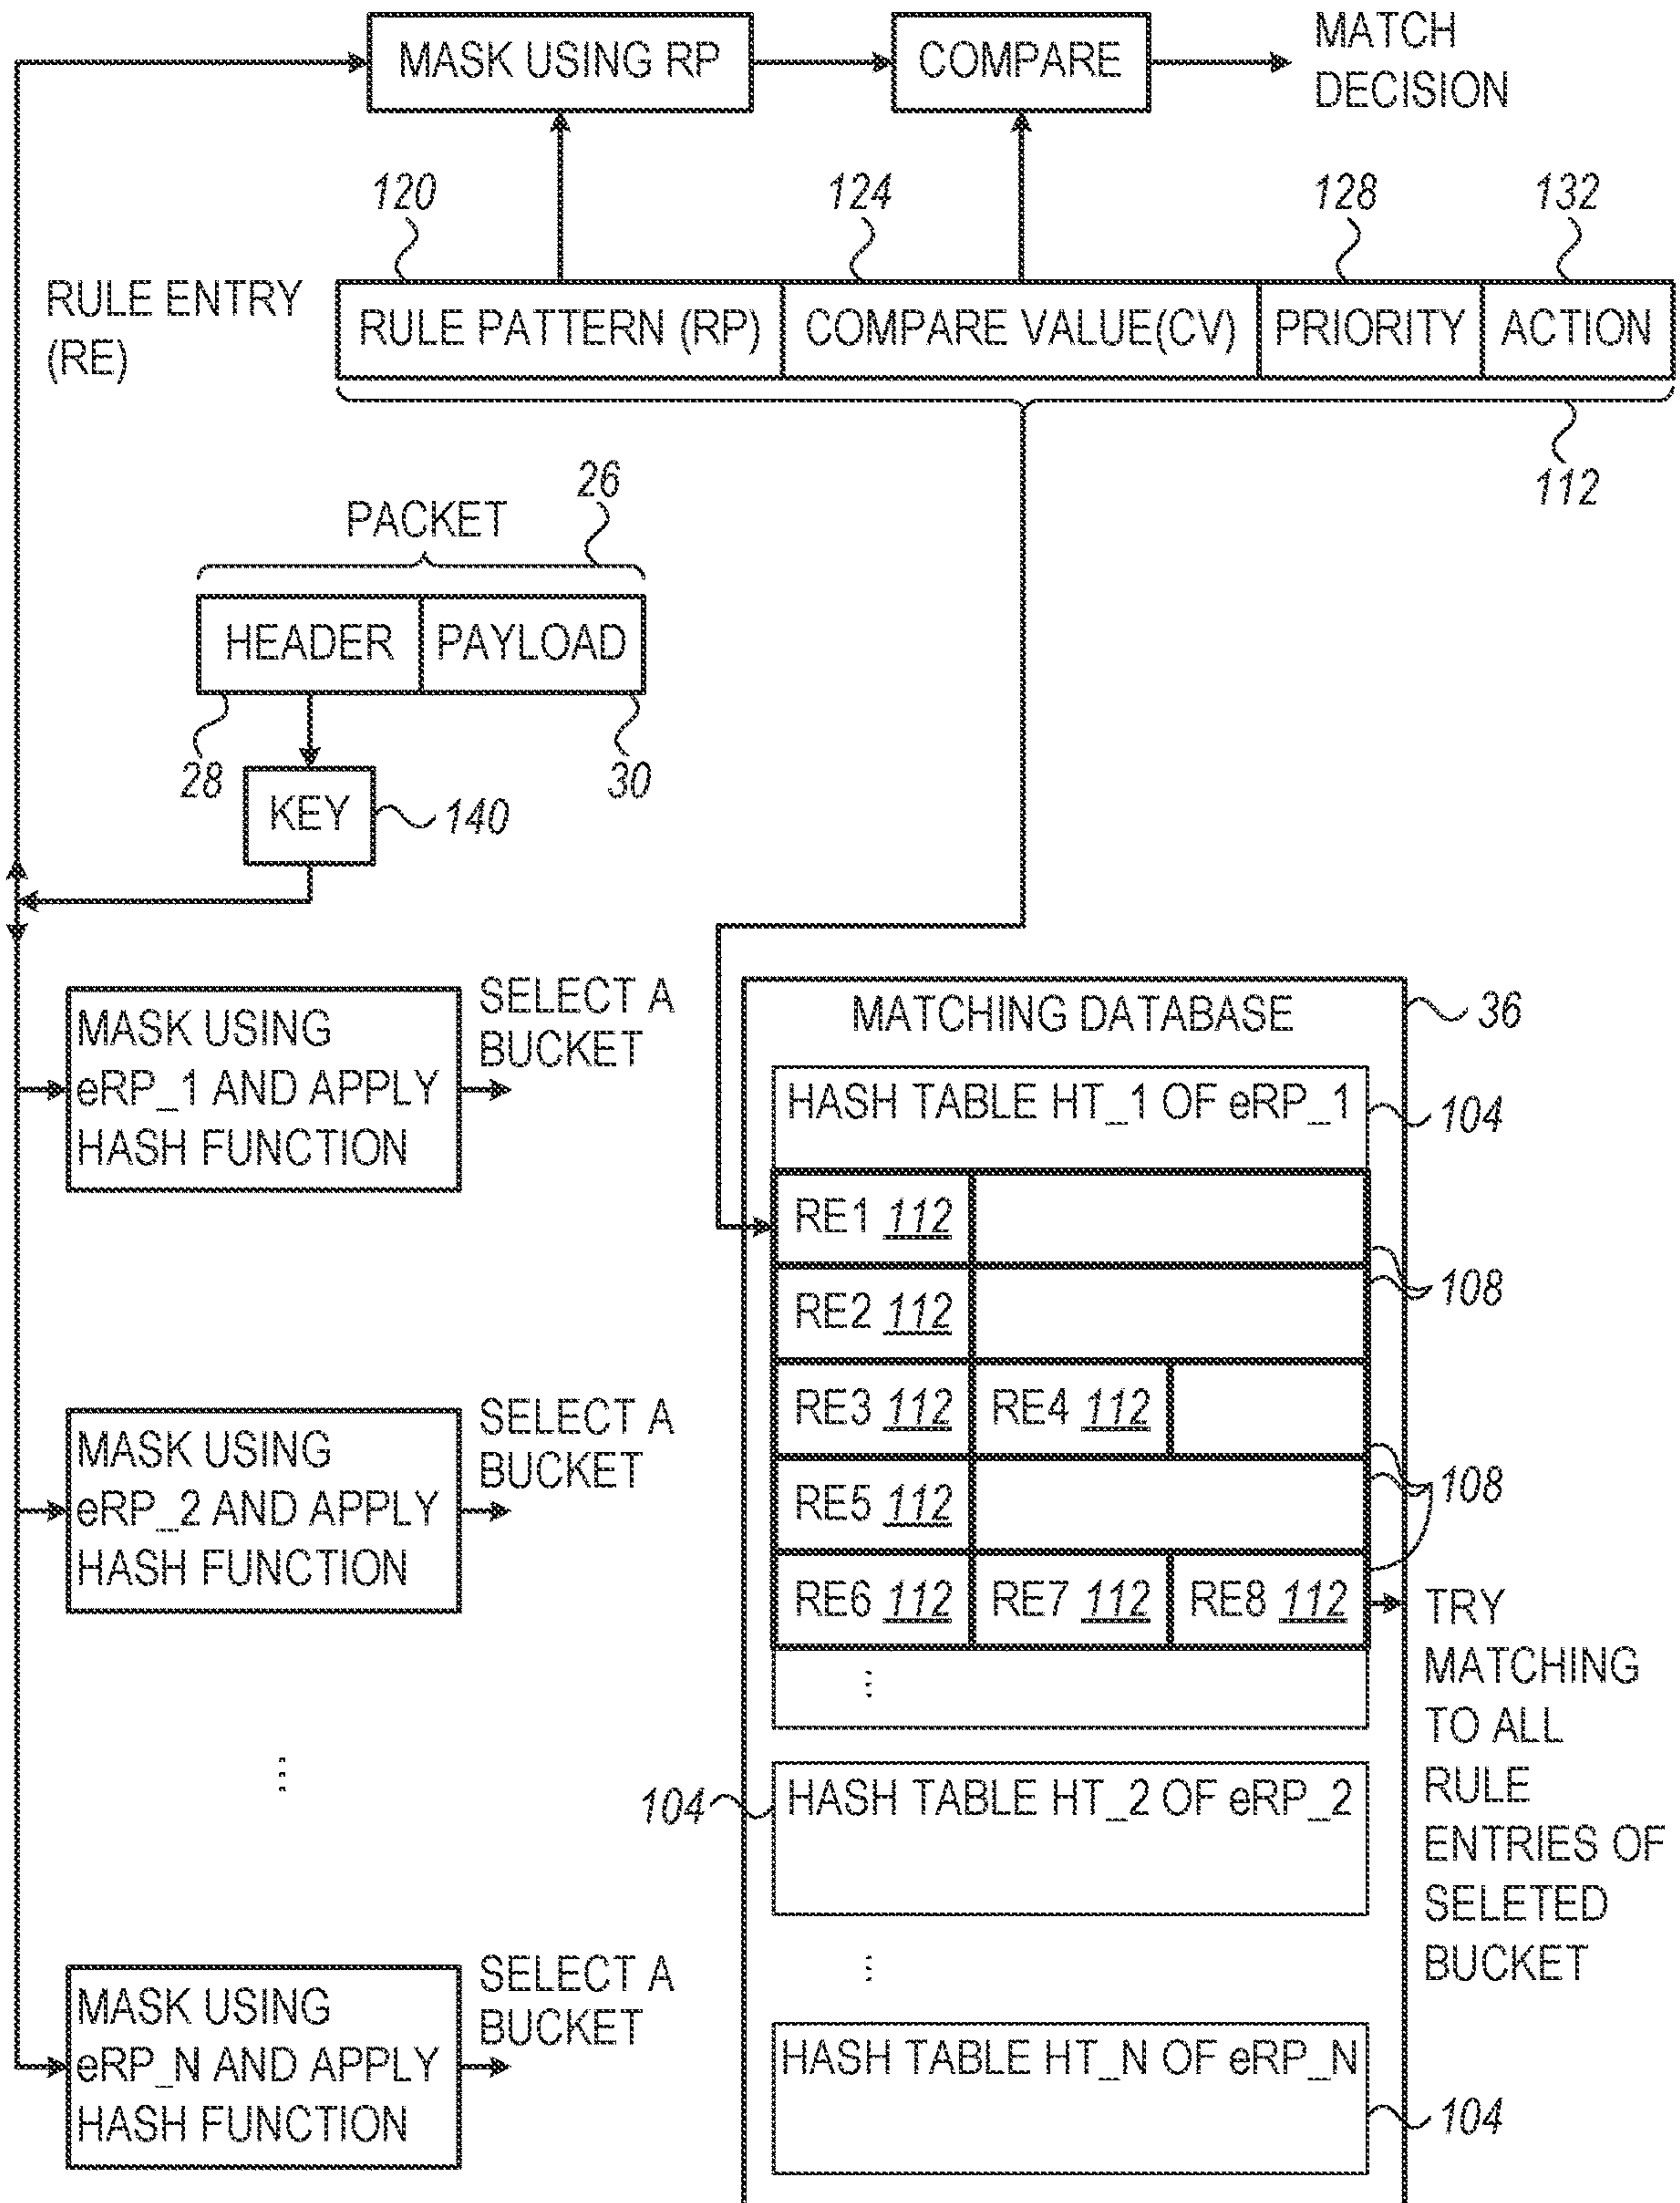 MASK USING RP
COMPARE
MATCH
DECISION
120
124
128
132
RULE ENTRY
(RE)
RULE PATTERN (RP)
COMPARE VALUE(CV)
PRIORITY
ACTION
112
26
PACKET
HEADER
PAYLOAD
28
30
KEY
140
MASK USING
eRP_1 AND APPLY
HASH FUNCTION
SELECT A
BUCKET
MATCHING DATABASE
36
HASH TABLE HT_1 OF eRP_1
104
RE1 112
108
RE2 112
RE3 112
RE4 112
108
RE5 112
RE6 112
RE7 112
RE8 112
TRY
MATCHING
TO ALL
RULE
ENTRIES OF
SELETED
BUCKET
MASK USING
eRP_2 AND APPLY
HASH FUNCTION
SELECT A
BUCKET
⋮
⋮
104
HASH TABLE HT_2 OF eRP_2
⋮
MASK USING
eRP_N AND APPLY
HASH FUNCTION
SELECT A
BUCKET
HASH TABLE HT_N OF eRP_N
104